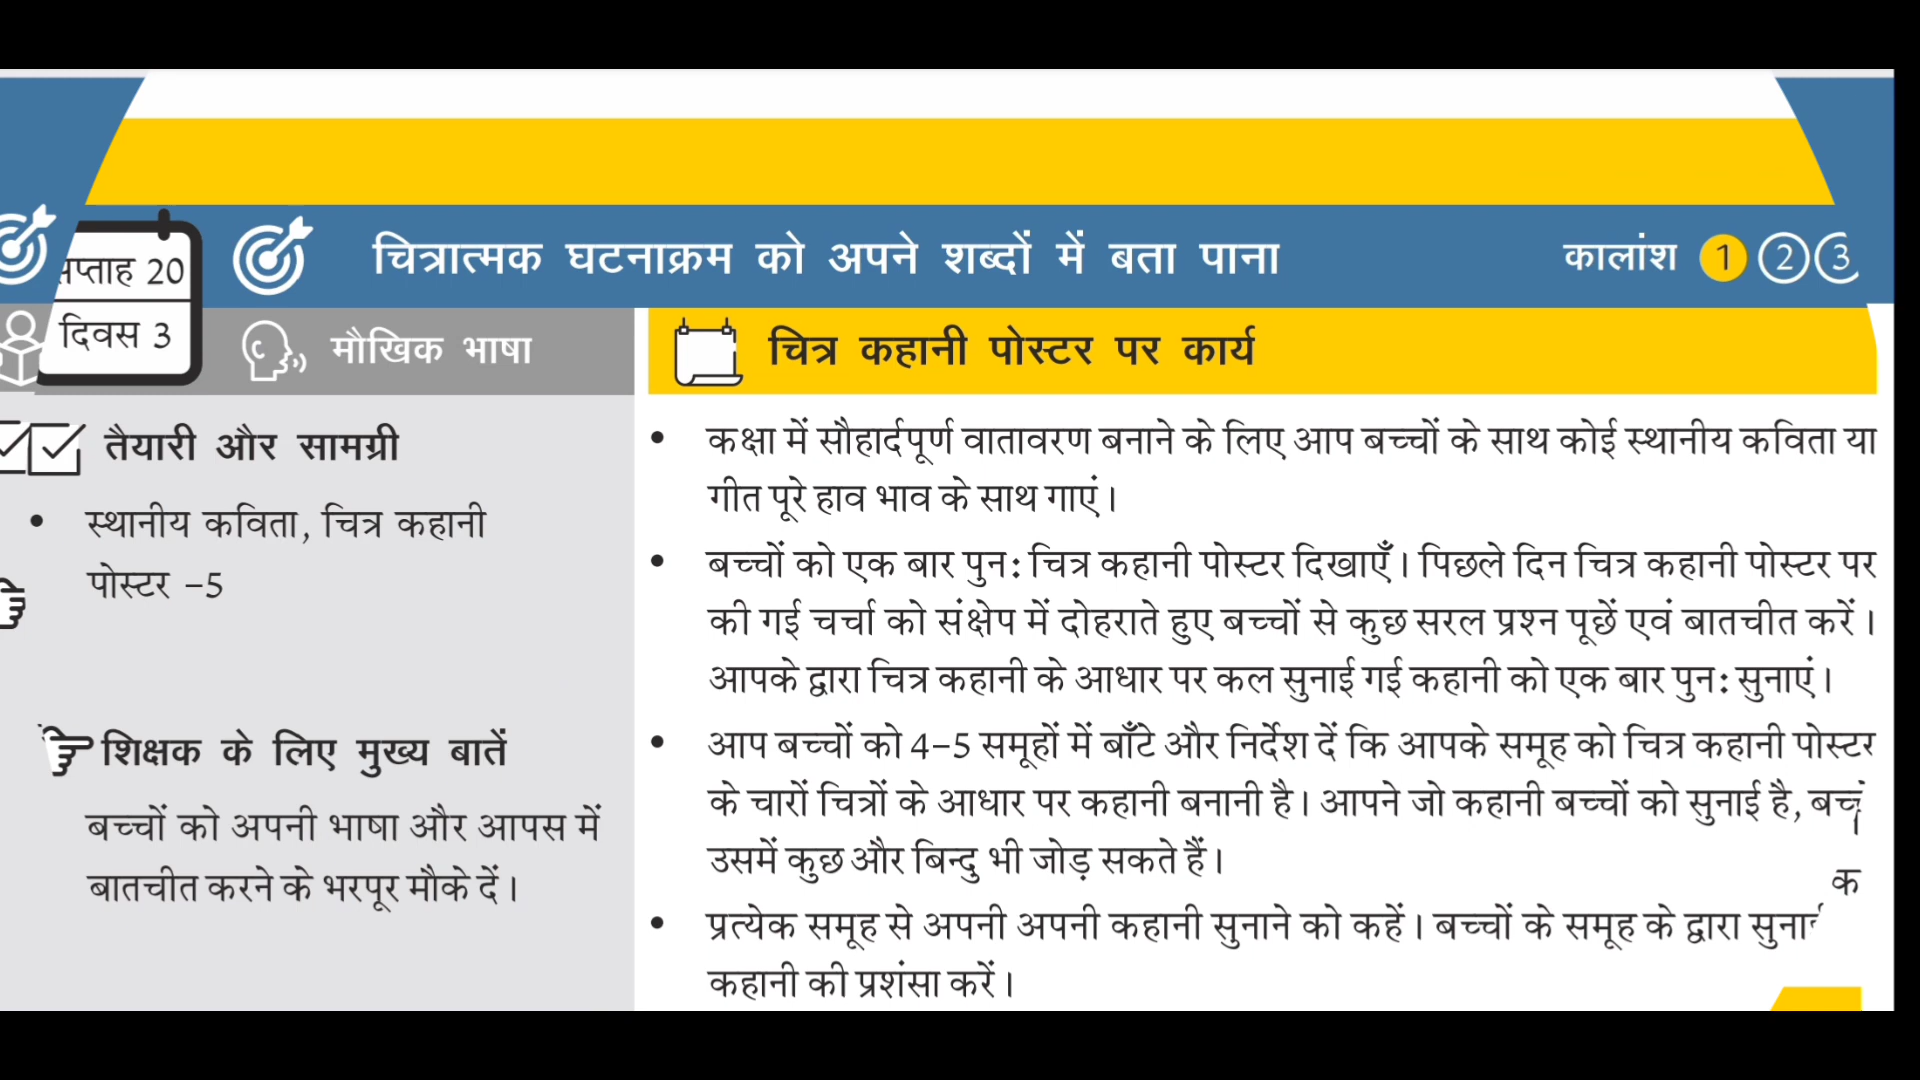 चित्रात्मक घटनाक्रम को अपने शब्दों में बता पाना
कालांश 1 2 3
सप्ताह 20
दिवस 3
मौखिक भाषा
तैयारी और सामग्री
• स्थानीय कविता, चित्र कहानी
पोस्टर –5
शिक्षक के लिए मुख्य बातें
बच्चों को अपनी भाषा और आपस में
बातचीत करने के भरपूर मौके दें।
चित्र कहानी पोस्टर पर कार्य
• कक्षा में सौहार्दपूर्ण वातावरण बनाने के लिए आप बच्चों के साथ कोई स्थानीय कविता या
गीत पूरे हाव भाव के साथ गाएं।
• बच्चों को एक बार पुन: चित्र कहानी पोस्टर दिखाएँ। पिछले दिन चित्र कहानी पोस्टर पर
की गई चर्चा को संक्षेप में दोहराते हुए बच्चों से कुछ सरल प्रश्न पूछें एवं बातचीत करें।
आपके द्वारा चित्र कहानी के आधार पर कल सुनाई गई कहानी को एक बार पुन: सुनाएं।
• आप बच्चों को 4–5 समूहों में बाँटे और निर्देश दें कि आपके समूह को चित्र कहानी पोस्टर
के चारों चित्रों के आधार पर कहानी बनानी है। आपने जो कहानी बच्चों को सुनाई है,
उसमें कुछ और बिन्दु भी जोड़ सकते हैं।
क
• प्रत्येक समूह से अपनी अपनी कहानी सुनाने को कहें। बच्चों के समूह के द्वारा
कहानी की प्रशंसा करें।